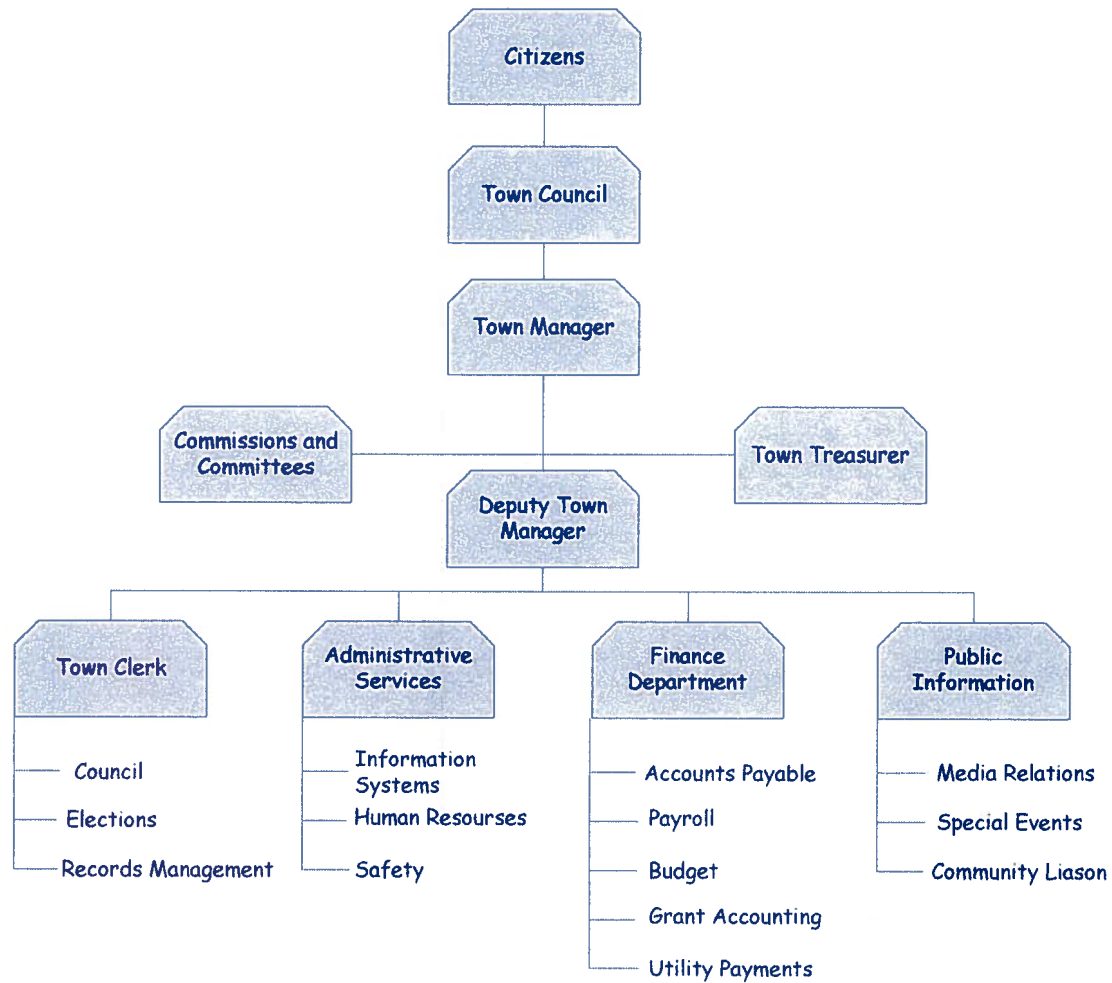 Citizens
Town Council
Town Manager
Commissions and
Committees
Town Treasurer
Deputy Town
Manager
Town Clerk
Council
Elections
Records Management
Administrative
Services
Information
Systems
Human Resourses
Safety
Finance
Department
Accounts Payable
Payroll
Budget
Grant Accounting
Utility Payments
Public
Information
Media Relations
Special Events
Community Liason